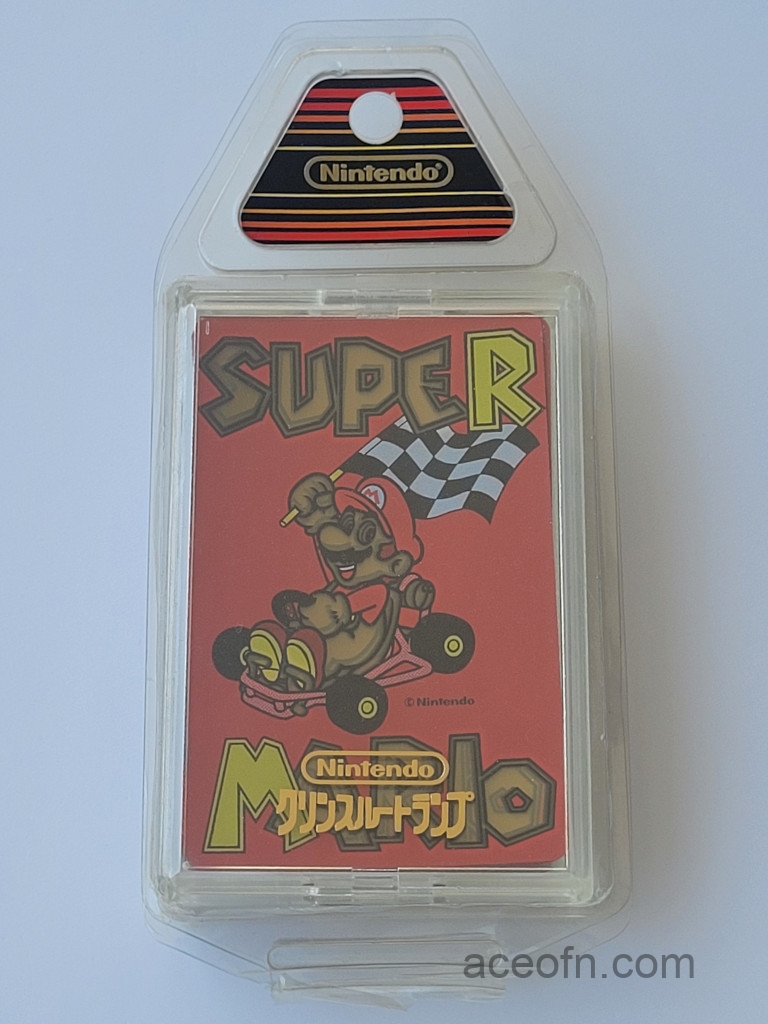 Nintendo®
SUPER
M
©Nintendo
MARIO
Nintendo
クリンスルートランプ
aceofn.com